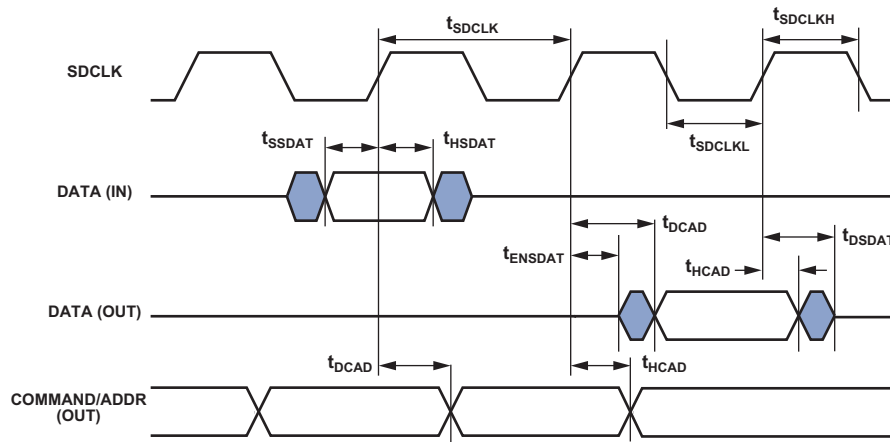 tSDCLK
tSDCLKH
SDCLK
tSSDAT
tHSDAT
tSDCLKL
DATA (IN)
tDCAD
tDSDAT
tENSDAT
tHCAD
DATA (OUT)
tDCAD
tHCAD
COMMAND/ADDR
(OUT)